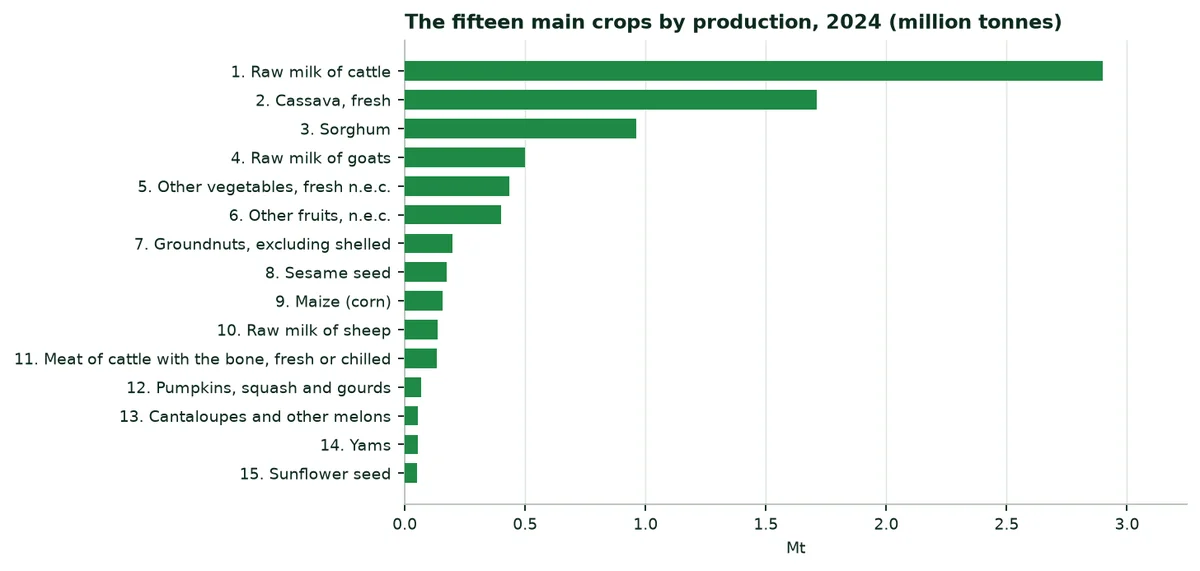 The fifteen main crops by production, 2024 (million tonnes)
1. Raw milk of cattle
2. Cassava, fresh
3. Sorghum
4. Raw milk of goats
5. Other vegetables, fresh n.e.c.
6. Other fruits, n.e.c.
7. Groundnuts, excluding shelled
8. Sesame seed
9. Maize (corn)
10. Raw milk of sheep
11. Meat of cattle with the bone, fresh or chilled
12. Pumpkins, squash and gourds
13. Cantaloupes and other melons
14. Yams
15. Sunflower seed
0.0 0.5 1.0 1.5 2.0 2.5 3.0
Mt